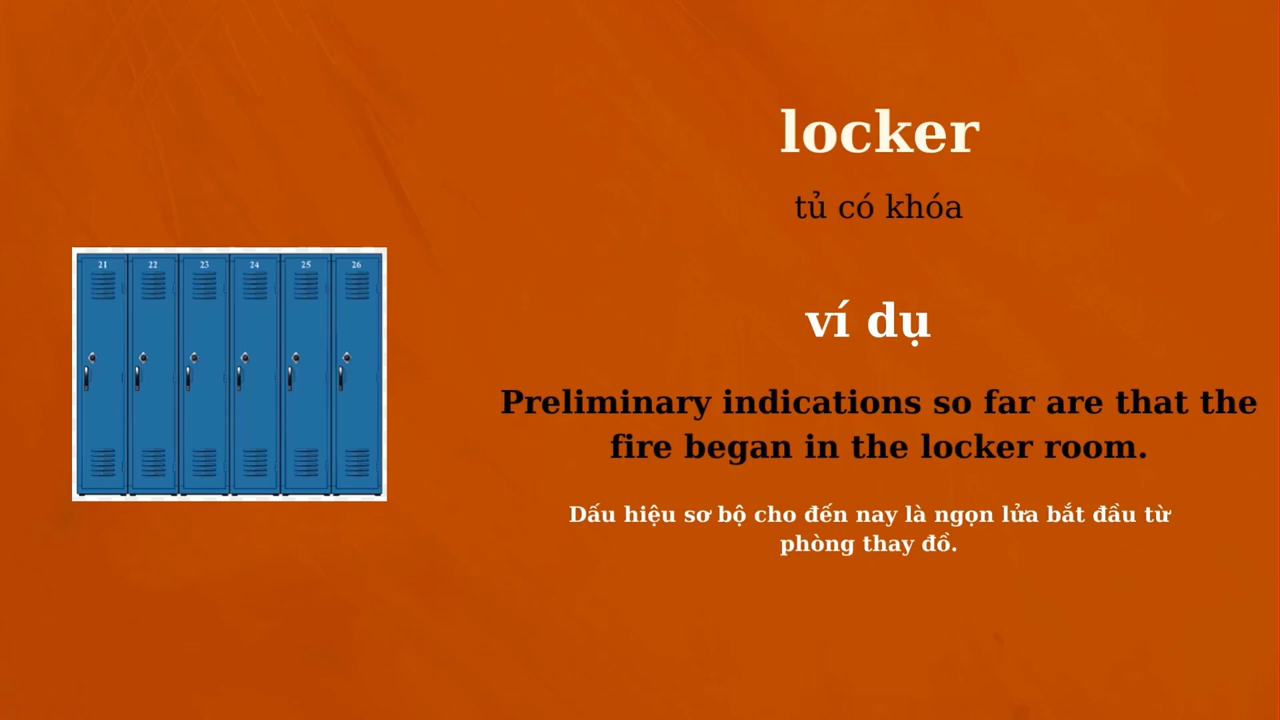 locker
tủ có khóa
ví dụ
21 22 23 24 25 26
Preliminary indications so far are that the
fire began in the locker room.
Dấu hiệu sơ bộ cho đến nay là ngọn lửa bắt đầu từ
phòng thay đồ.